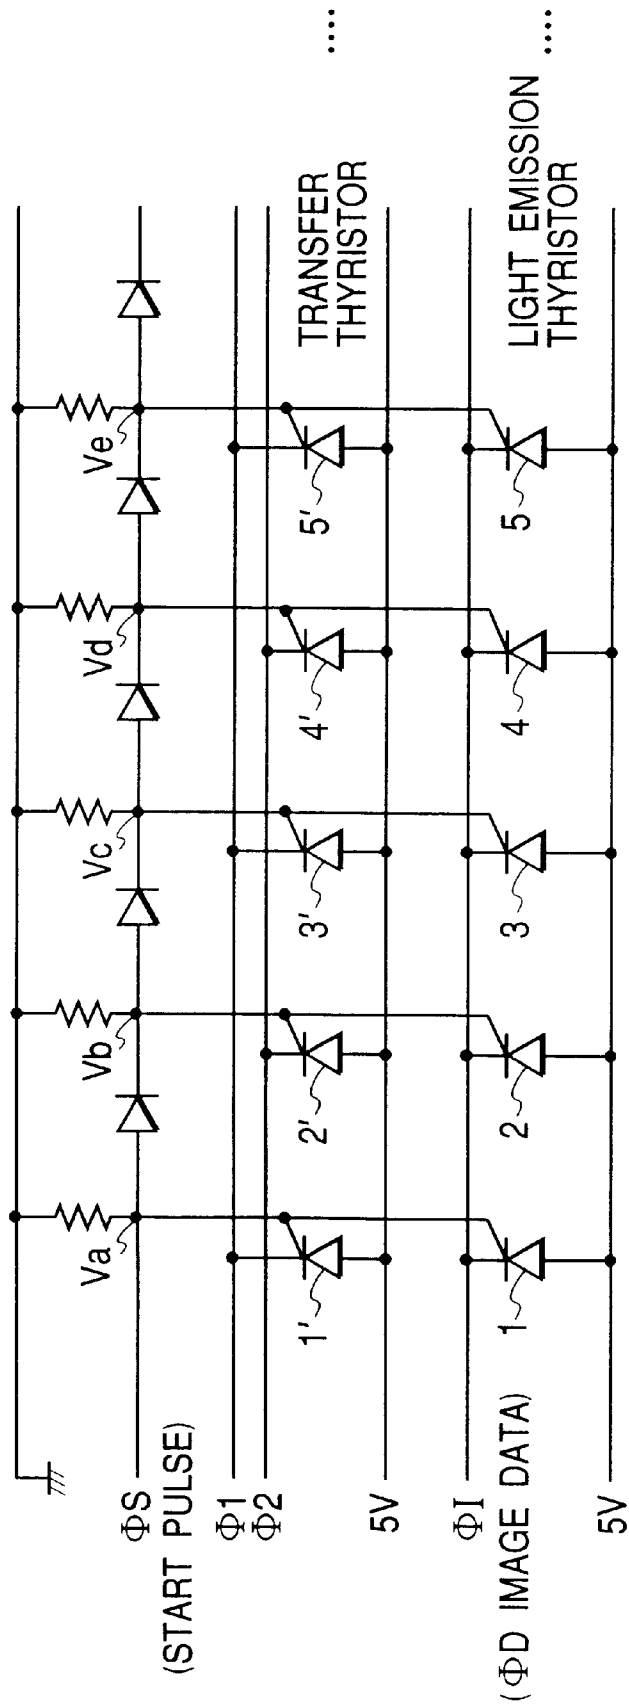 Va
Vb
Vc
Vd
Ve
ΦS
(START PULSE)
Φ1
Φ2
1'
2'
3'
4'
5'
TRANSFER
THYRISTOR
....
5V
ΦI
(ΦD IMAGE DATA)
1
2
3
4
5
LIGHT EMISSION
THYRISTOR
....
5V